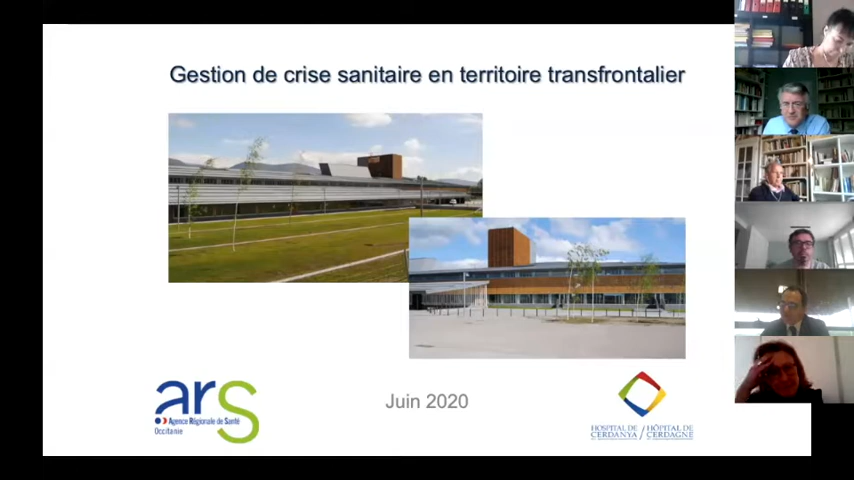 Gestion de crise sanitaire en territoire transfrontalier
ars
Agence Régionale de Santé
Occitanie
Juin 2020
HOSPITAL DE / HÔPITAL DE
CERDANYA / CERDAGNE